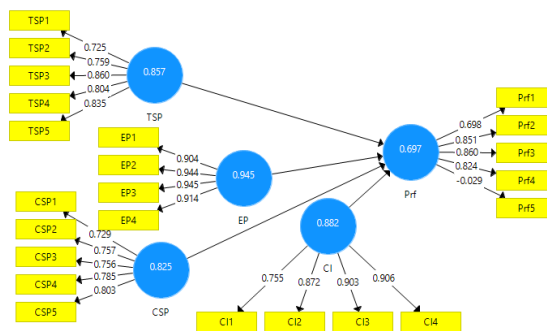 TSP1
TSP2
TSP3
TSP4
TSP5
0.725
0.759
0.860
0.804
0.835
0.857
TSP
EP1
EP2
EP3
EP4
0.904
0.944
0.945
0.914
0.945
EP
CSP1
CSP2
CSP3
CSP4
CSP5
0.729
0.757
0.756
0.785
0.803
0.825
CSP
0.882
CI
0.755
0.872
0.903
0.906
CI1
CI2
CI3
CI4
0.697
Prf
0.698
0.851
0.860
0.824
-0.029
Prf1
Prf2
Prf3
Prf4
Prf5